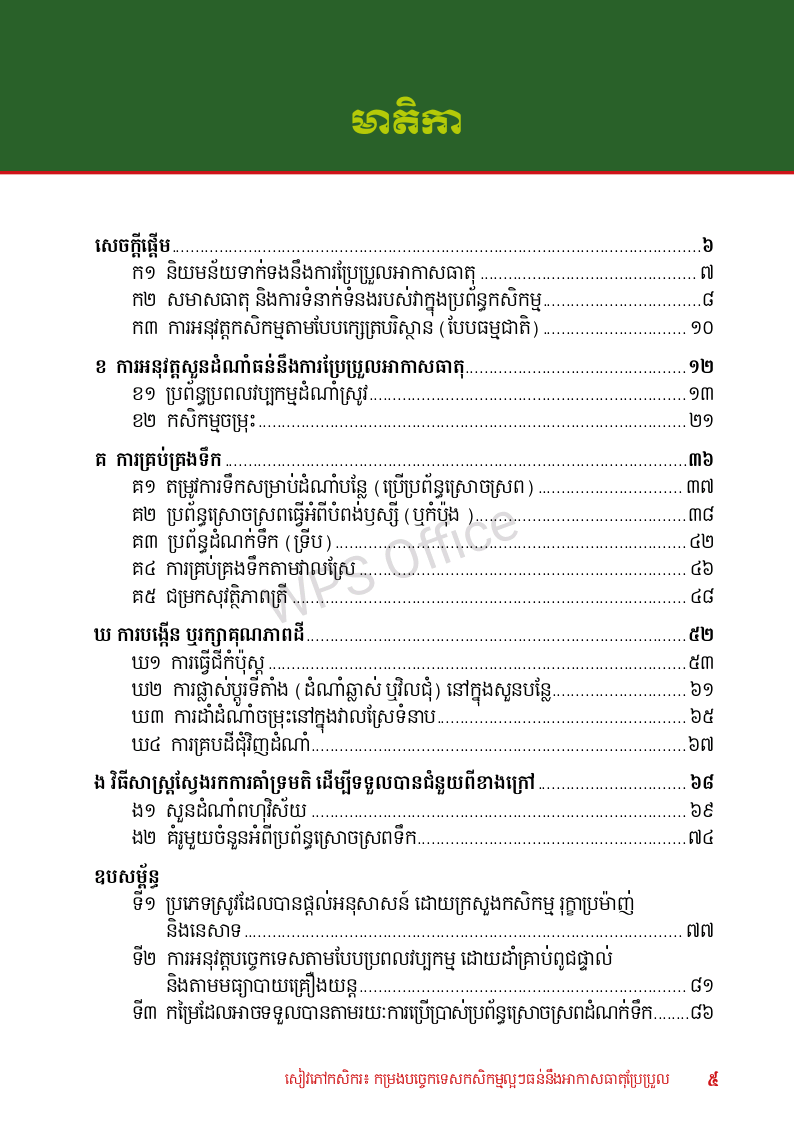 មាតិកា
សេចក្តីផ្តើម....................................................................................................................៦
ក១ និយមន័យទាក់ទងនឹងការប្រែប្រួលអាកាសធាតុ ............................................... ៧
ក២ សមាសធាតុ និងការទំនាក់ទំនងរបស់វាក្នុងប្រព័ន្ធកសិកម្ម..................................៨
ក៣ ការអនុវត្តកសិកម្មតាមបែបក្សេត្របរិស្ថាន (បែបធម្មជាតិ)............................... ១០
ខ ការអនុវត្តសួនដំណាំធន់នឹងការប្រែប្រួលអាកាសធាតុ................................................ ១២
ខ១ ប្រព័ន្ធប្រពលវប្បកម្មដំណាំស្រូវ.....................................................................១៣
ខ២ កសិកម្មចម្រុះ.............................................................................................២១
គ ការគ្រប់គ្រងទឹក ....................................................................................................៣៦
គ១ តម្រូវការទឹកសម្រាប់ដំណាំបន្លែ (ប្រើប្រព័ន្ធស្រោចស្រព) ............................... ៣៧
គ២ ប្រព័ន្ធស្រោចស្រពធ្វើអំពីបំពង់ឫស្សី (ឬកំប៉ុង )..............................................៣៨
គ៣ ប្រព័ន្ធដំណក់ទឹក (ទ្រីប)............................................................................ ៤២
គ៤ ការគ្រប់គ្រងទឹកតាមវាលស្រែ....................................................................... ៤៦
គ៥ ជម្រកសុវត្ថិភាពត្រី ..................................................................................... ៤៨
ឃ ការបង្កើន ឬរក្សាគុណភាពដី...................................................................................៥២
ឃ១ ការធ្វើជីកំប៉ុស្ត ...........................................................................................៥៣
ឃ២ ការផ្លាស់ប្តូរទីតាំង (ដំណាំឆ្លាស់ ឬវិលជុំ) នៅក្នុងសួនបន្លែ............................. ៦១
ឃ៣ ការដាំដំណាំចម្រុះនៅក្នុងវាលស្រែទំនាប...................................................... ៦៥
ឃ៤ ការគ្របដីជុំវិញដំណាំ.................................................................................៦៧
ង វិធីសាស្ត្រស្វែងរកការគាំទ្រមតិ ដើម្បីទទួលបានជំនួយពីខាងក្រៅ................................ ៦៨
ង១ សួនដំណាំពហុវិស័យ ................................................................................. ៦៩
ង២ គំរូមួយចំនួនអំពីប្រព័ន្ធស្រោចស្រពទឹក..........................................................៧៤
ឧបសម្ព័ន្ធ
ទី១ ប្រភេទស្រូវដែលបានផ្តល់អនុសាសន៍ ដោយក្រសួងកសិកម្ម រុក្ខាប្រម៉ាញ់
និងនេសាទ............................................................................................... ៧៧
ទី២ ការអនុវត្តបច្ចេកទេសតាមបែបប្រពលវប្បកម្ម ដោយដាំគ្រាប់ពូជផ្ទាល់
និងតាមមធ្យាបាយគ្រឿងយន្ត....................................................................... ៨១
ទី៣ កម្រៃដែលអាចទទួលបានតាមរយៈការប្រើប្រាស់ប្រព័ន្ធស្រោចស្រពដំណក់ទឹក........៨៦
WPS Office
សៀវភៅកសិករ៖ កម្រងបច្ចេកទេសកសិកម្មល្អៗធន់នឹងអាកាសធាតុប្រែប្រួល ៥